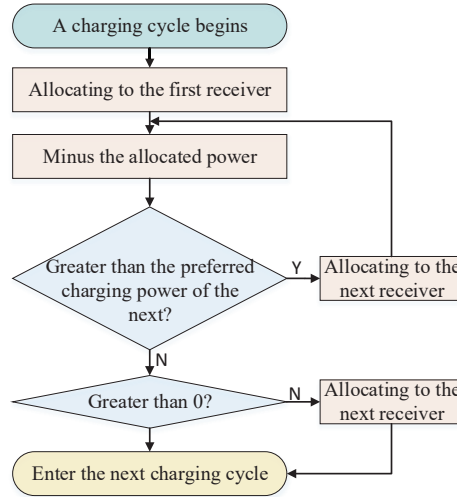 A charging cycle begins
Allocating to the first receiver
Minus the allocated power
Greater than the preferred
charging power of the
next?
Y
Allocating to the
next receiver
N
Greater than 0?
N
Allocating to the
next receiver
Enter the next charging cycle